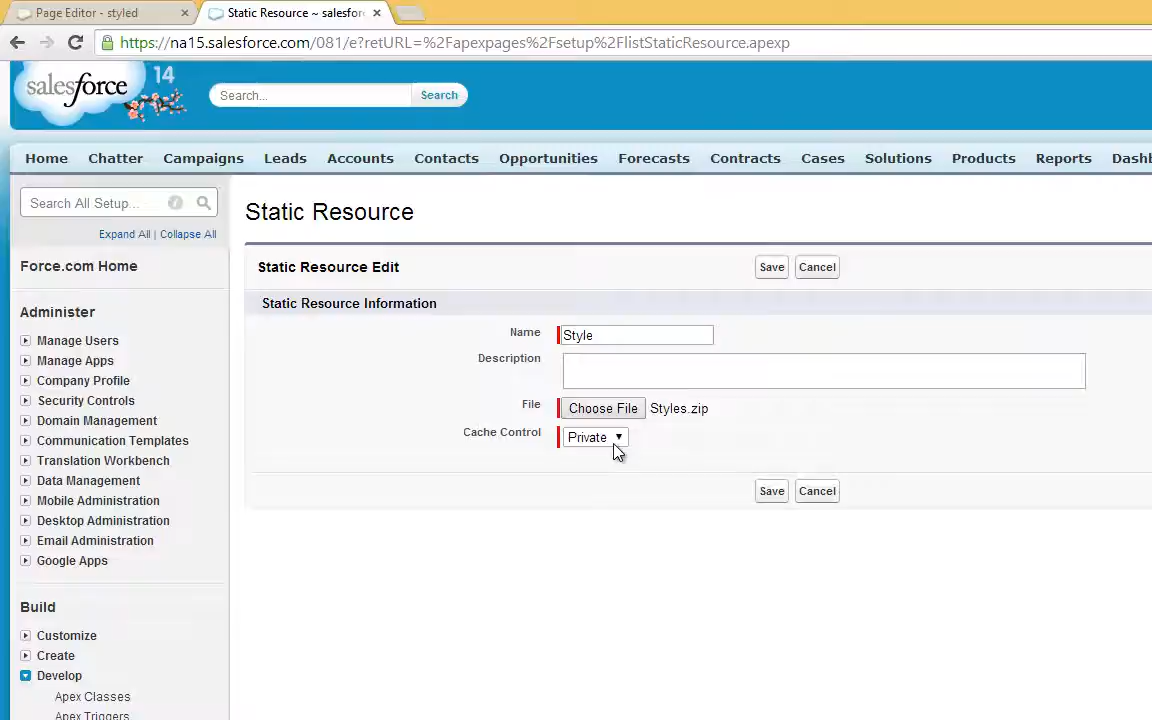 Page Editor - styled
Static Resource ~ salesfor
https://na15.salesforce.com/081/e?retURL=%2Fapexpages%2Fsetup%2FlistStaticResource.apexp
salesforce
14
Search...
Search
Home Chatter Campaigns Leads Accounts Contacts Opportunities Forecasts Contracts Cases Solutions Products Reports Dashb
Search All Setup...
Expand All | Collapse All
Force.com Home
Administer
Manage Users
Manage Apps
Company Profile
Security Controls
Domain Management
Communication Templates
Translation Workbench
Data Management
Mobile Administration
Desktop Administration
Email Administration
Google Apps
Build
Customize
Create
Develop
Apex Classes
Apex Triggers
Static Resource
Static Resource Edit
Save Cancel
Static Resource Information
Name Style
Description
File Choose File Styles.zip
Cache Control Private
Save Cancel